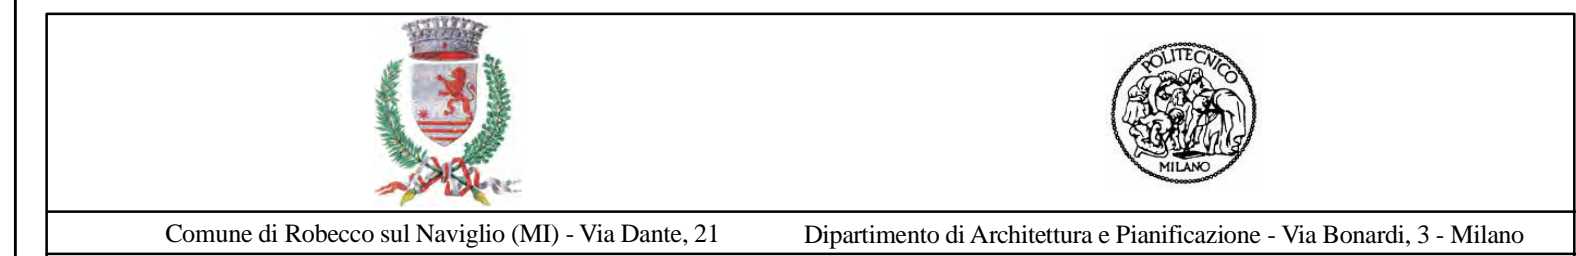 POLITECNICO
MILANO
Comune di Robecco sul Naviglio (MI) - Via Dante, 21
Dipartimento di Architettura e Pianificazione - Via Bonardi, 3 - Milano